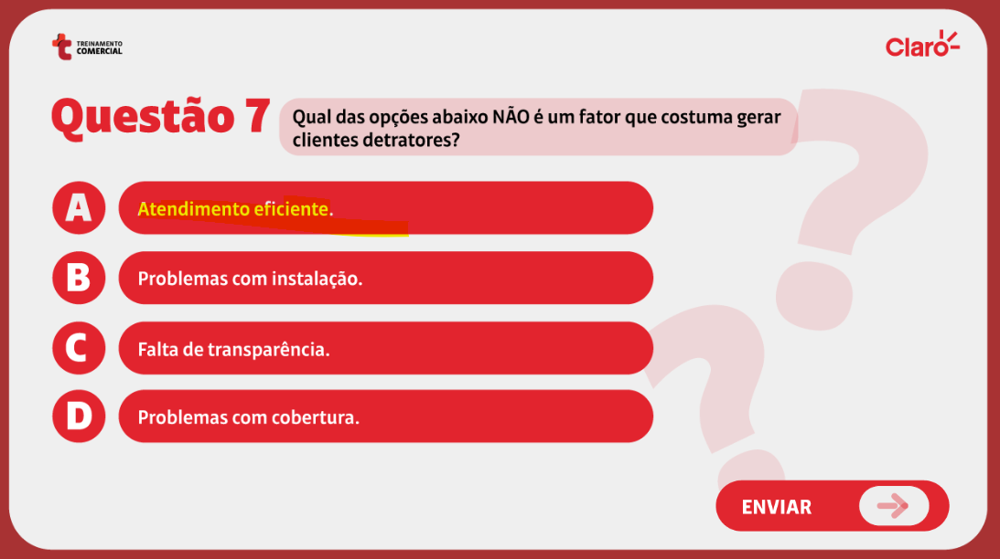 TREINAMENTO
COMERCIAL
Claro
Questão 7
Qual das opções abaixo NÃO é um fator que costuma gerar
clientes detratores?
A
Atendimento eficiente.
B
Problemas com instalação.
C
Falta de transparência.
D
Problemas com cobertura.
ENVIAR